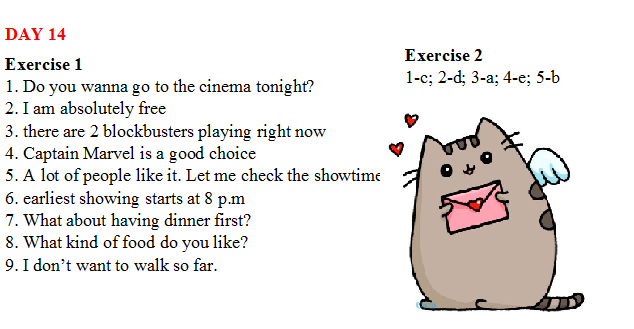 DAY 14
Exercise 1
1. Do you wanna go to the cinema tonight?
2. I am absolutely free
3. there are 2 blockbusters playing right now
4. Captain Marvel is a good choice
5. A lot of people like it. Let me check the showtime
6. earliest showing starts at 8 p.m
7. What about having dinner first?
8. What kind of food do you like?
9. I don’t want to walk so far.
Exercise 2
1-c; 2-d; 3-a; 4-e; 5-b